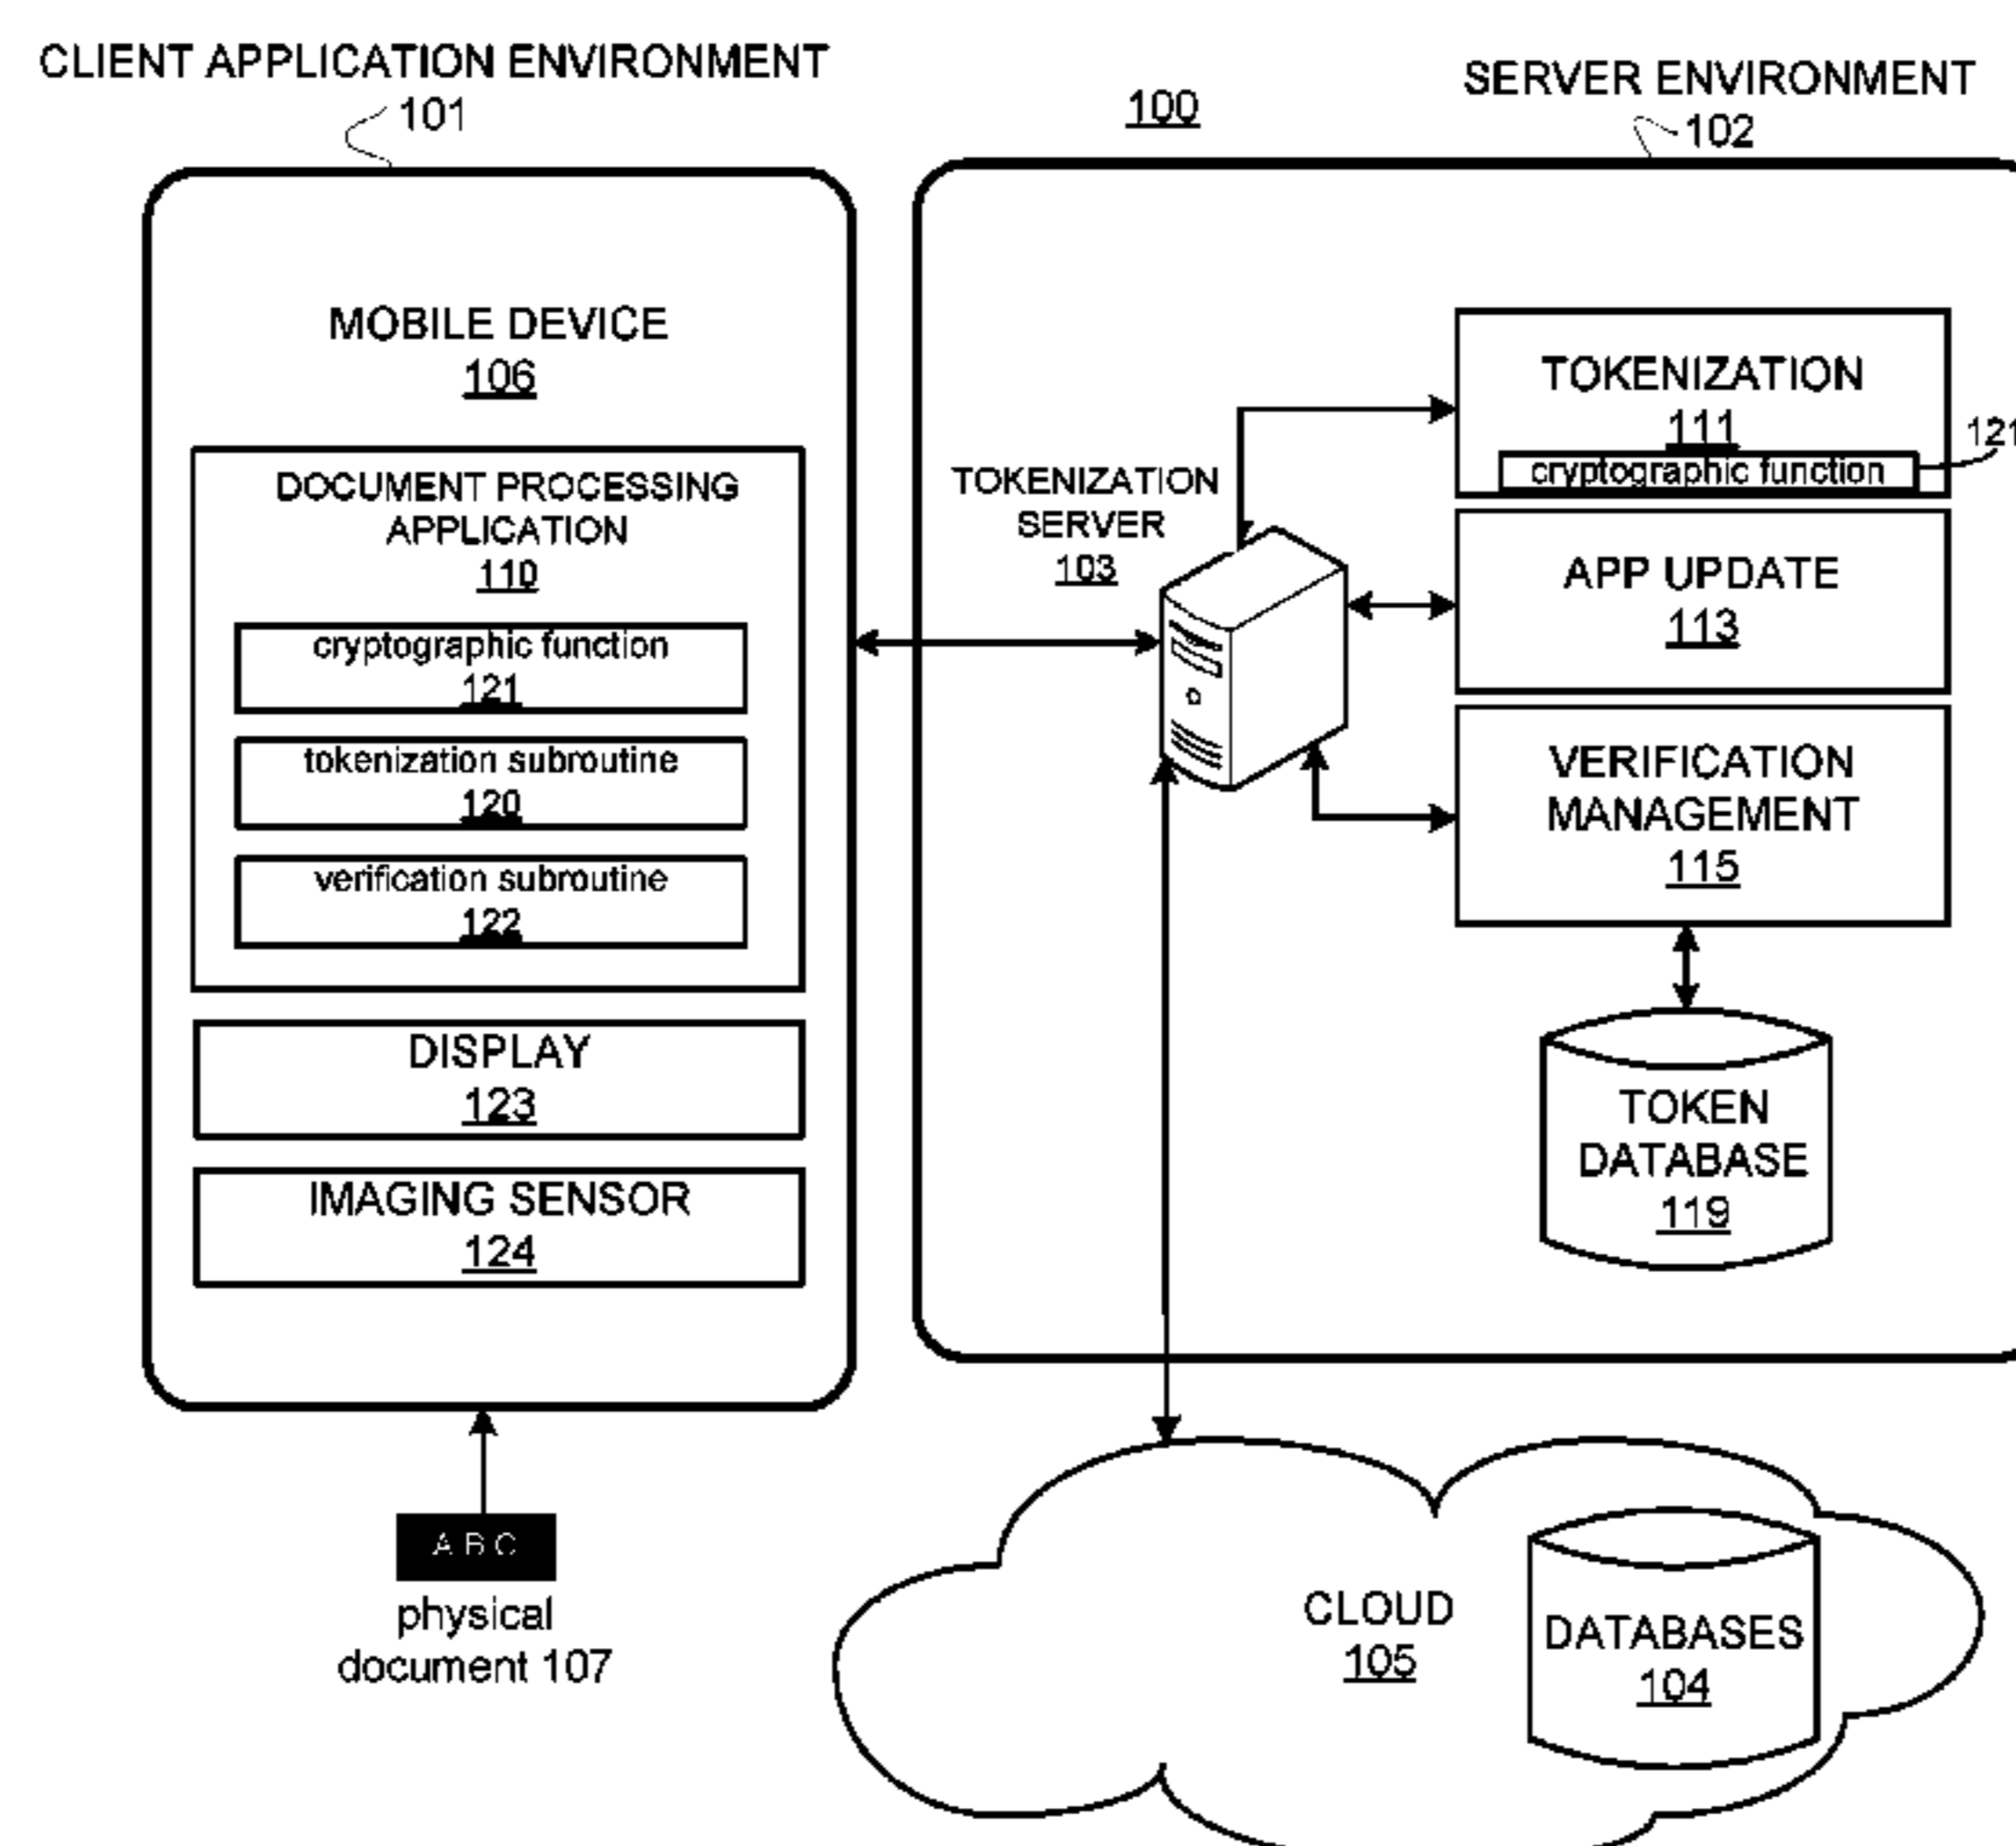 CLIENT APPLICATION ENVIRONMENT
101
100
SERVER ENVIRONMENT
102
MOBILE DEVICE
106
DOCUMENT PROCESSING
APPLICATION
110
cryptographic function
121
tokenization subroutine
120
verification subroutine
122
DISPLAY
123
IMAGING SENSOR
124
A B C
physical
document 107
TOKENIZATION
SERVER
103
TOKENIZATION
111
cryptographic function
121
APP UPDATE
113
VERIFICATION
MANAGEMENT
115
TOKEN
DATABASE
119
CLOUD
105
DATABASES
104